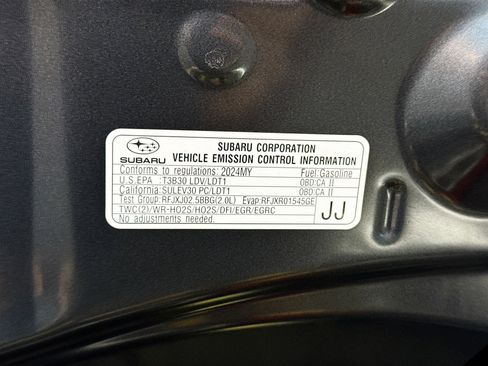 SUBARU CORPORATION
SUBARU VEHICLE EMISSION CONTROL INFORMATION
Conforms to regulations: 2024MY Fuel:Gasoline
U.S.EPA :T3B30 LDV/LDT1 OBD:CA II
California:SULEV30 PC/LDT1 OBD:CA II
Test Group:RFJXJ02.5BBG(2.0L) Evap:RFJXR01545GE
TWC(2)/WR-HO2S/HO2S/DFI/EGR/EGRC
No adjustments needed.
JJ